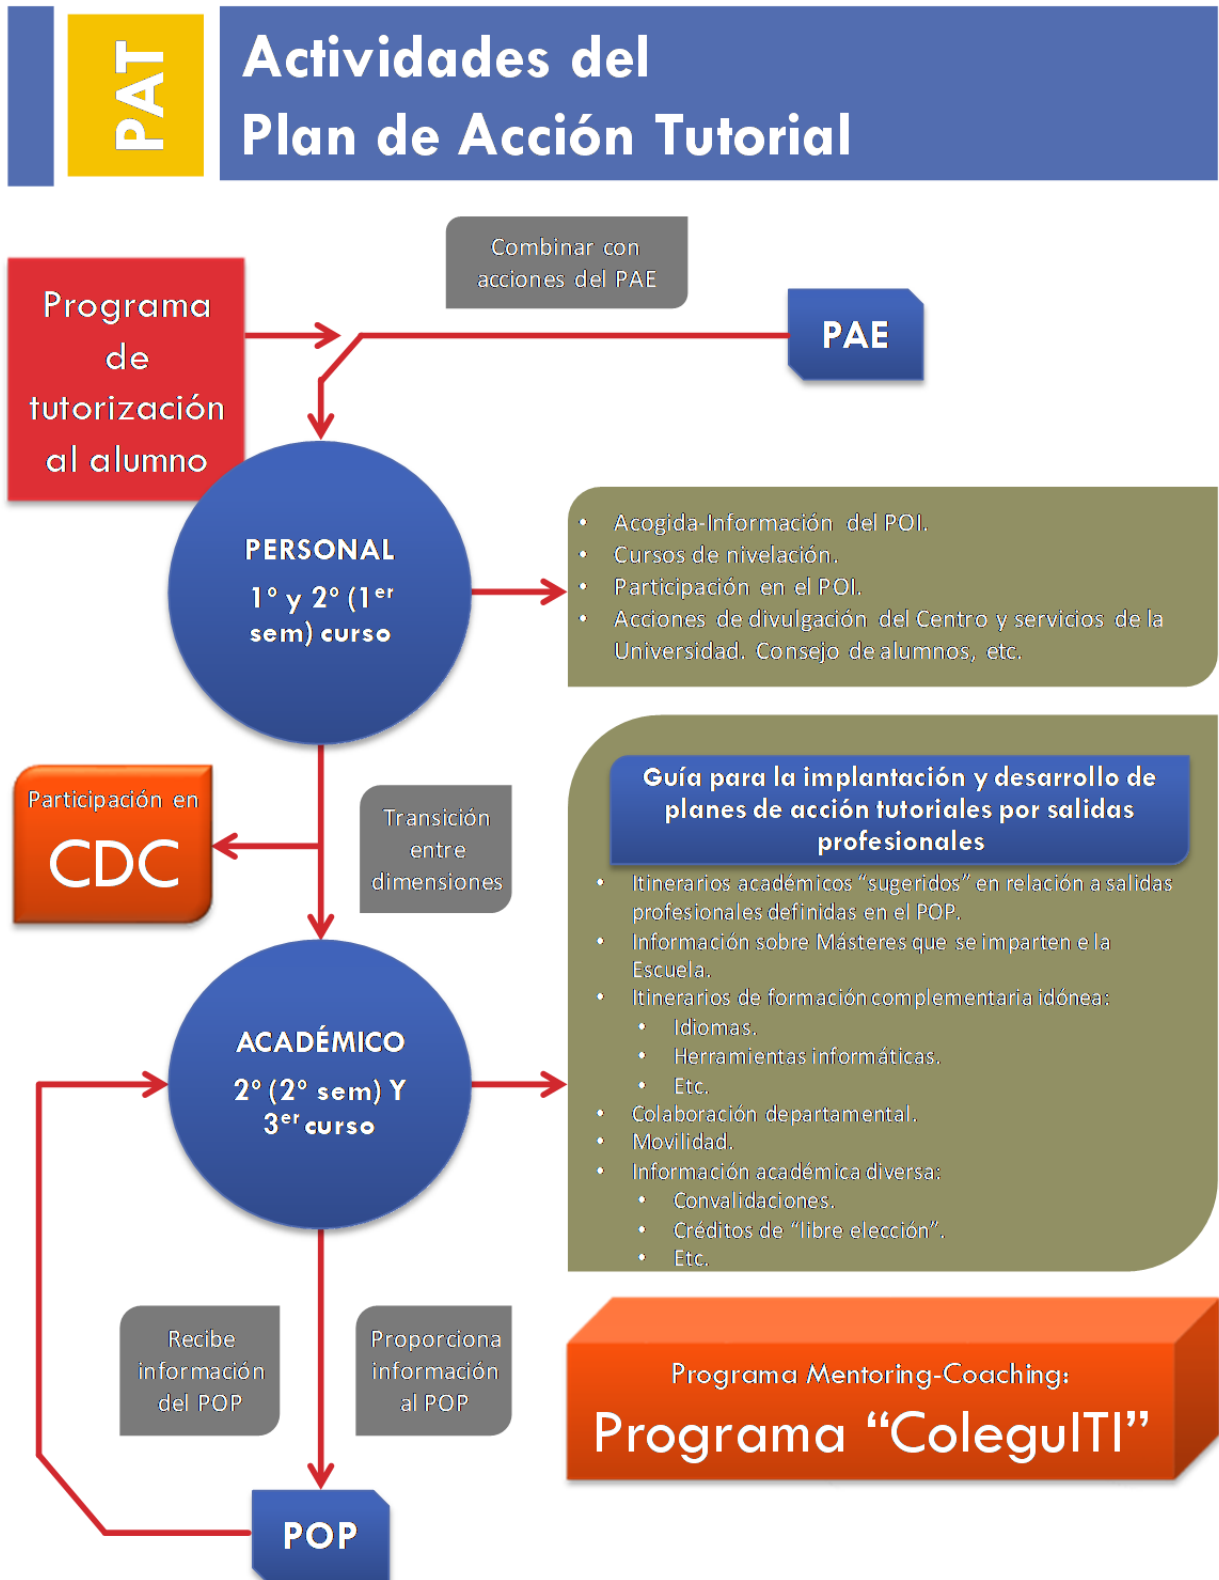 PAT
Actividades del
Plan de Acción Tutorial
Combinar con
acciones del PAE
Programa
de
tutorización
al alumno
PAE
PERSONAL
1º y 2º (1er
sem) curso
• Acogida-Información del POI.
• Cursos de nivelación.
• Participación en el POI.
• Acciones de divulgación del Centro y servicios de la
Universidad. Consejo de alumnos, etc.
Participación en
CDC
Transición
entre
dimensiones
Guía para la implantación y desarrollo de
planes de acción tutoriales por salidas
profesionales
• Itinerarios académicos “sugeridos” en relación a salidas
profesionales definidas en el POP.
• Información sobre Másteres que se imparten e la
Escuela.
• Itinerarios de formación complementaria idónea:
• Idiomas.
• Herramientas informáticas.
• Etc.
• Colaboración departamental.
• Movilidad.
• Información académica diversa:
• Convalidaciones.
• Créditos de “libre elección”.
• Etc.
ACADÉMICO
2º (2º sem) Y
3er curso
Recibe
información
del POP
Proporciona
información
al POP
Programa Mentoring-Coaching:
Programa “ColeguITI”
POP